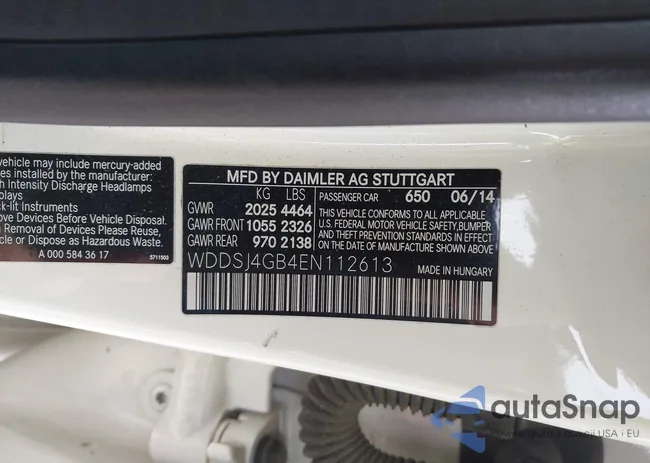 vehicle may include mercury-added
es installed by the manufacturer:
h Intensity Discharge Headlamps
plays
ck-lit Instruments
ove Devices Before Vehicle Disposal.
n Removal of Devices Please Reuse,
cle or Dispose as Hazardous Waste.
A 000 584 36 17
5711503
MFD BY DAIMLER AG STUTTGART
KG LBS
GVWR 2025 4464
GAWR FRONT 1055 2326
GAWR REAR 970 2138
PASSENGER CAR 650 06/14
THIS VEHICLE CONFORMS TO ALL APPLICABLE
U.S. FEDERAL MOTOR VEHICLE SAFETY,BUMPER
AND THEFT PREVENTION STANDARDS IN EFFECT
ON THE DATE OF MANUFACTURE SHOWN ABOVE
WDDSJ4GB4EN112613
MADE IN HUNGARY
autaSnap
USA i EU